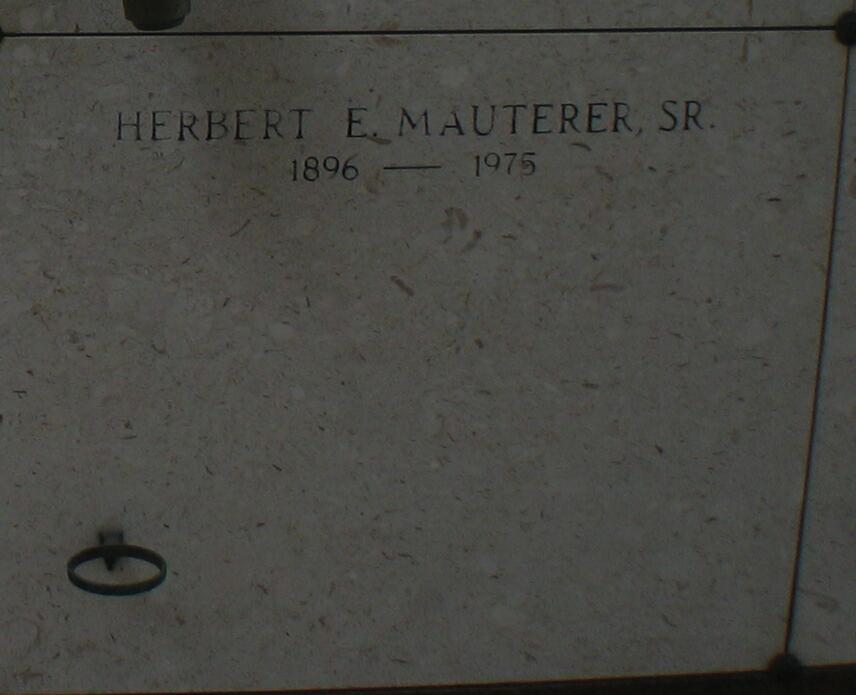 HERBERT E. MAUTERER, SR.
1896 — 1975